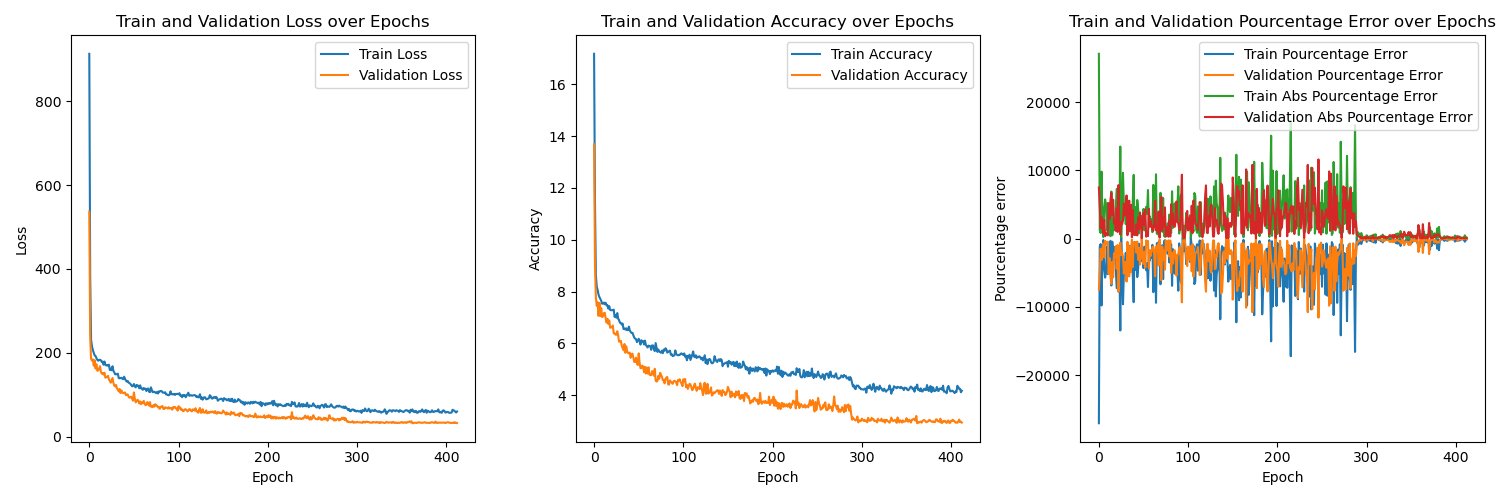 Train and Validation Loss over Epochs
Train Loss
Validation Loss
Loss
800
600
400
200
0
0 100 200 300 400
Epoch
Train and Validation Accuracy over Epochs
Train Accuracy
Validation Accuracy
Accuracy
16
14
12
10
8
6
4
0 100 200 300 400
Epoch
Train and Validation Pourcentage Error over Epochs
Train Pourcentage Error
Validation Pourcentage Error
Train Abs Pourcentage Error
Validation Abs Pourcentage Error
Pourcentage error
20000
10000
0
−10000
−20000
0 100 200 300 400
Epoch